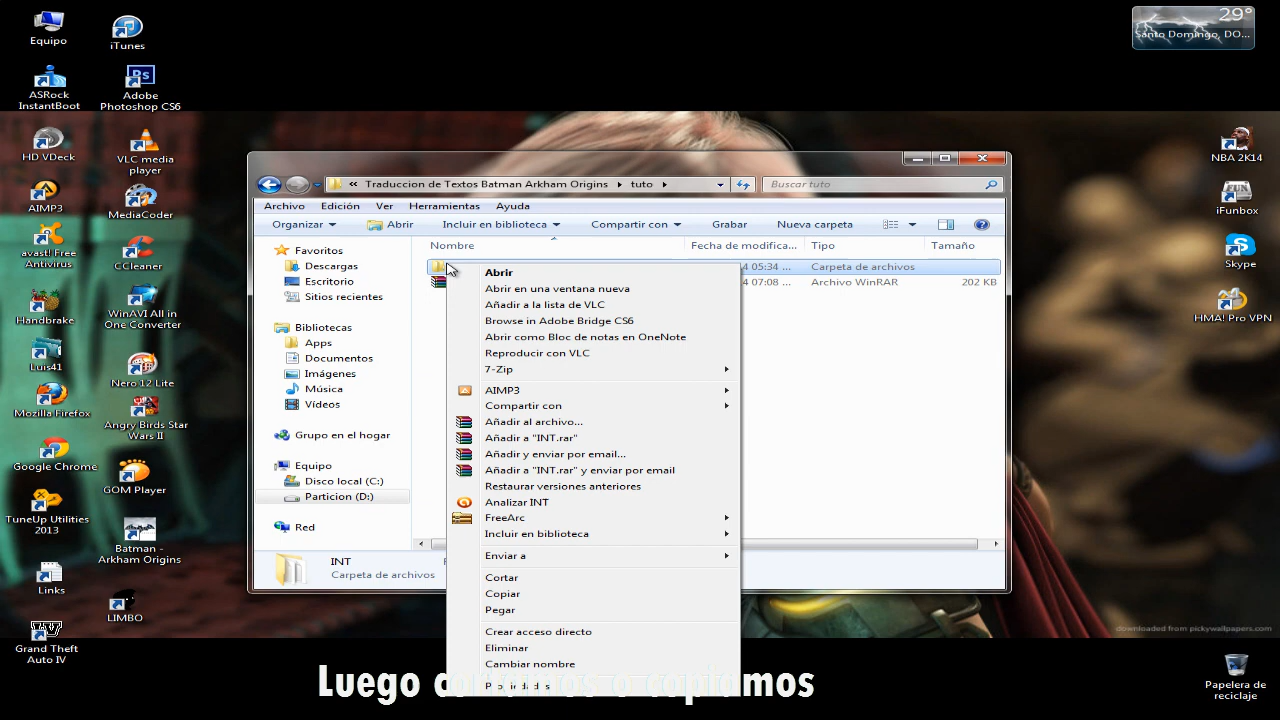 Equipo
iTunes
ASRock
InstantBoot
Adobe
Photoshop CS6
HD VDeck
VLC media
player
AIMP3
MediaCoder
avast! Free
Antivirus
CCleaner
Handbrake
WinAVI All in
One Converter
Luis41
Nero 12 Lite
Mozilla Firefox
Angry Birds Star
Wars II
Google Chrome
GOM Player
TuneUp Utilities
2013
Batman -
Arkham Origins
Links
LIMBO
Grand Theft
Auto IV
29°
Santo Domingo, DO...
NBA 2K14
iFunbox
Skype
HMA! Pro VPN
Papelera de
reciclaje
downloaded from pickywallpapers.com
« Traduccion de Textos Batman Arkham Origins ▸ tuto ▸
Buscar tuto
Archivo Edición Ver Herramientas Ayuda
Organizar Abrir Incluir en biblioteca Compartir con Grabar Nueva carpeta
Nombre Fecha de modifica... Tipo Tamaño
4 05:34 ... Carpeta de archivos
4 07:08 ... Archivo WinRAR 202 KB
Favoritos
Descargas
Escritorio
Sitios recientes
Bibliotecas
Apps
Documentos
Imágenes
Música
Vídeos
Grupo en el hogar
Equipo
Disco local (C:)
Particion (D:)
Red
INT
Carpeta de archivos
Abrir
Abrir en una ventana nueva
Añadir a la lista de VLC
Browse in Adobe Bridge CS6
Abrir como Bloc de notas en OneNote
Reproducir con VLC
7-Zip
AIMP3
Compartir con
Añadir al archivo...
Añadir a "INT.rar"
Añadir y enviar por email...
Añadir a "INT.rar" y enviar por email
Restaurar versiones anteriores
Analizar INT
FreeArc
Incluir en biblioteca
Enviar a
Cortar
Copiar
Pegar
Crear acceso directo
Eliminar
Cambiar nombre
Propiedades
Luego cortamos o copiamos